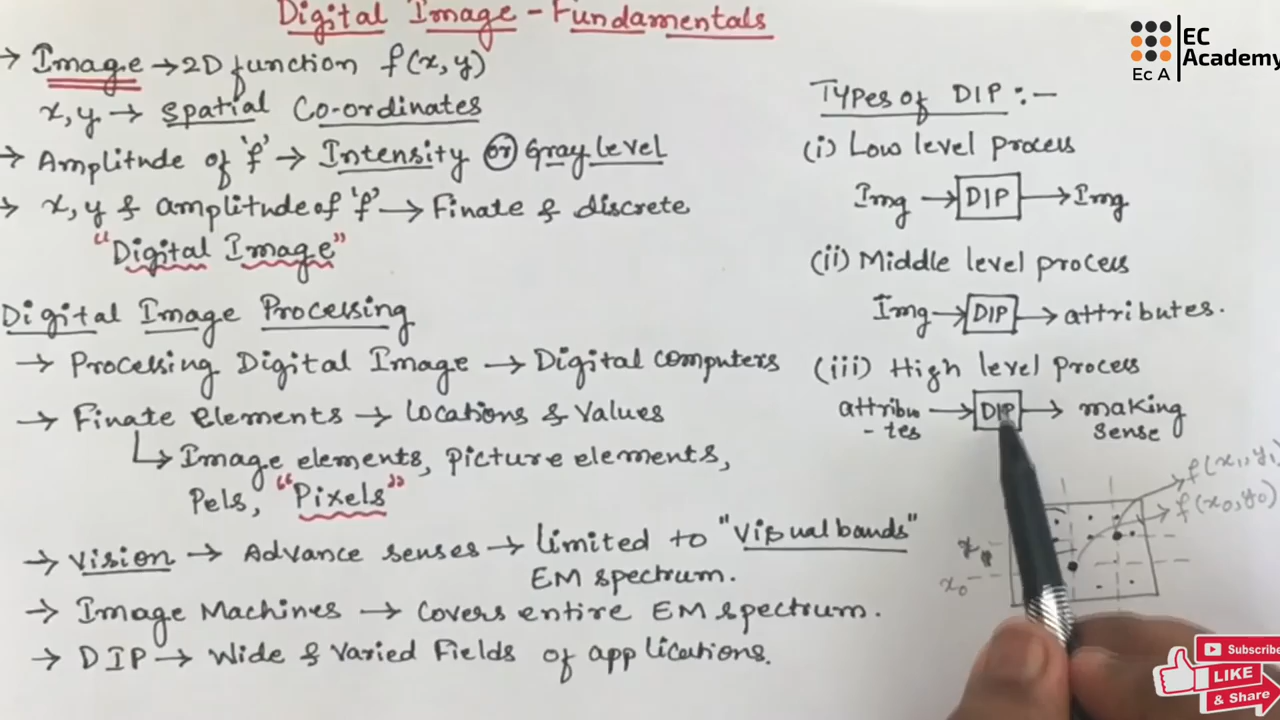 Digital Image - Fundamentals
→ Image → 2D function f(x,y)
x,y → Spatial Co-ordinates
→ Amplitude of 'f' → Intensity or Gray level
→ x,y & amplitude of 'f' → Finate & discrete
"Digital Image"
Digital Image Processing
→ Processing Digital Image → Digital computers
→ Finate Elements → Locations & Values
Image elements, Picture elements,
Pels, "Pixels"
→ Vision → Advance senses → limited to "Visual bands"
EM spectrum.
→ Image Machines → Covers entire EM spectrum.
→ DIP → Wide & Varied Fields of applications.
Types of DIP :-
(i) Low level process
Img → DIP → Img
(ii) Middle level process
Img → DIP → attributes.
(iii) High level Process
attribu → DIP → making
- tes sense
f(x1,y1)
f(x0,y0)
x0
EC
Academy
Ec A
Subscribe
LIKE
& Share